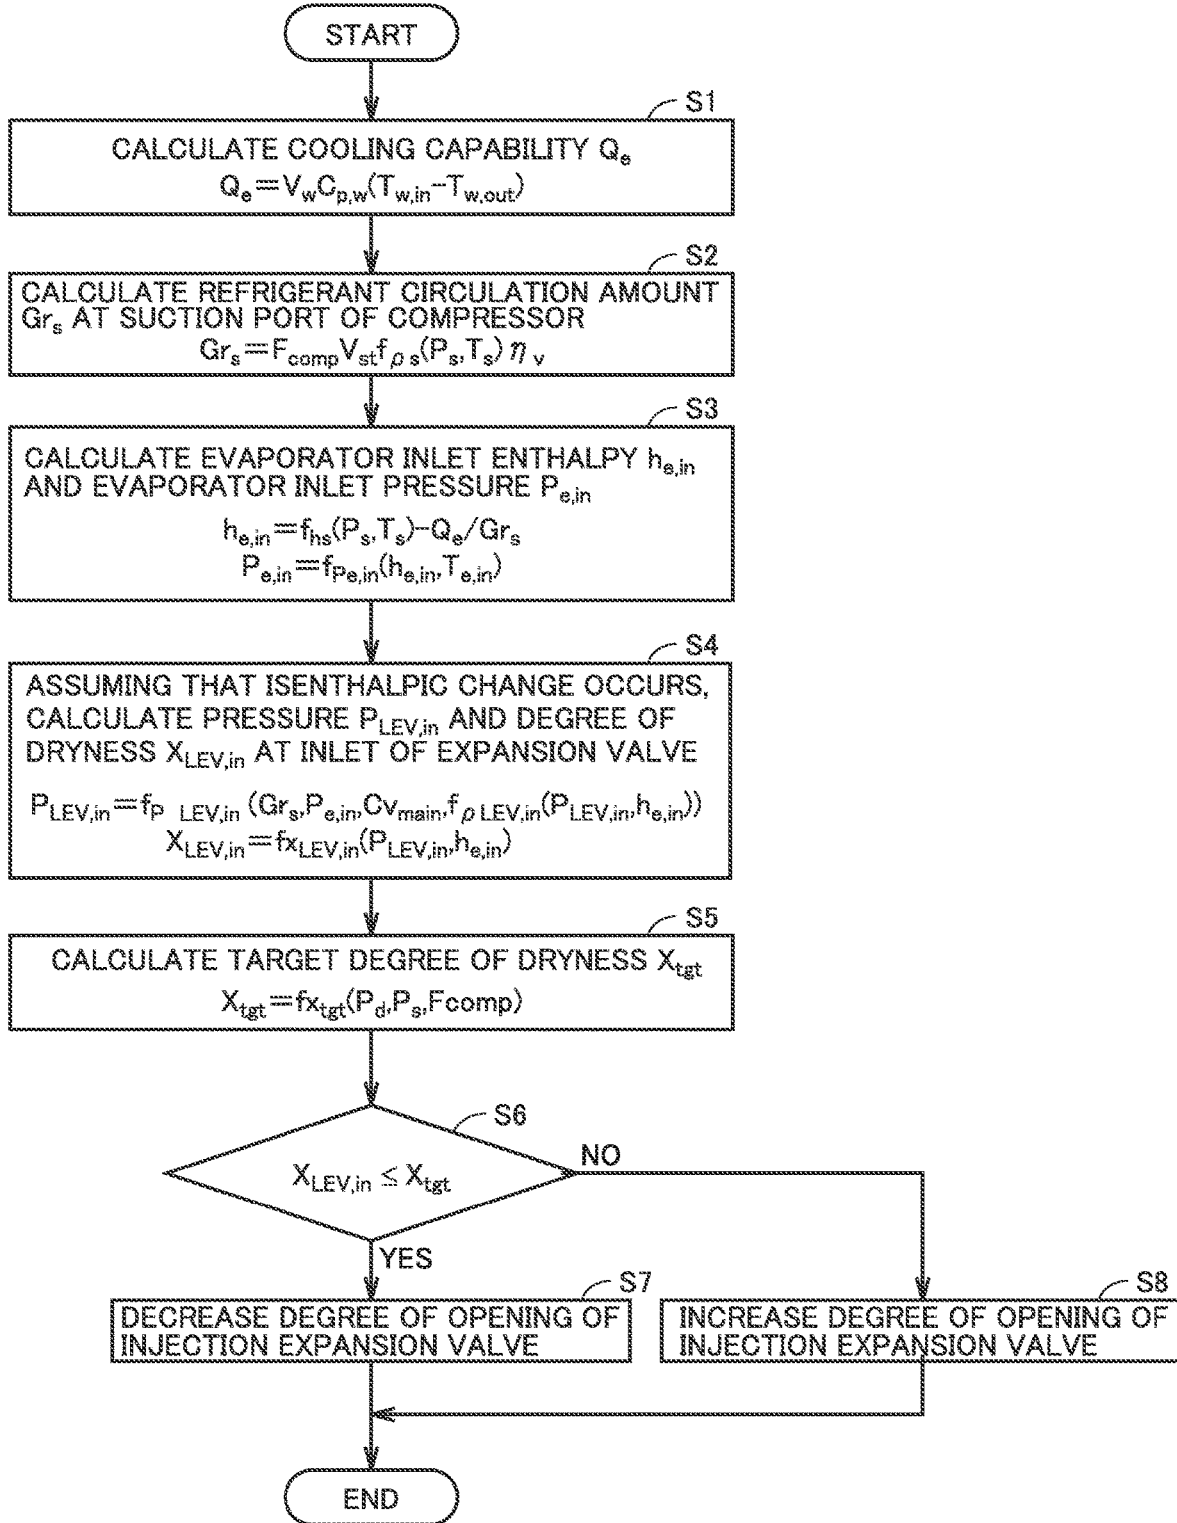 START
S1
CALCULATE COOLING CAPABILITY Qe
Qe=VwCp,w(Tw,in-Tw,out)
S2
CALCULATE REFRIGERANT CIRCULATION AMOUNT
Grs AT SUCTION PORT OF COMPRESSOR
Grs=FcompVstfρs(Ps,Ts)ηv
S3
CALCULATE EVAPORATOR INLET ENTHALPY he,in
AND EVAPORATOR INLET PRESSURE Pe,in
he,in=fhs(Ps,Ts)-Qe/Grs
Pe,in=fPe,in(he,in,Te,in)
S4
ASSUMING THAT ISENTHALPIC CHANGE OCCURS,
CALCULATE PRESSURE PLEV,in AND DEGREE OF
DRYNESS XLEV,in AT INLET OF EXPANSION VALVE
PLEV,in=fP LEV,in (Grs,Pe,in,Cvmain,fρLEV,in(PLEV,in,he,in))
XLEV,in=fxLEV,in(PLEV,in,he,in)
S5
CALCULATE TARGET DEGREE OF DRYNESS Xtgt
Xtgt=fxtgt(Pd,Ps,Fcomp)
S6
XLEV,in ≤ Xtgt
NO
YES
S7
DECREASE DEGREE OF OPENING OF
INJECTION EXPANSION VALVE
S8
INCREASE DEGREE OF OPENING OF
INJECTION EXPANSION VALVE
END